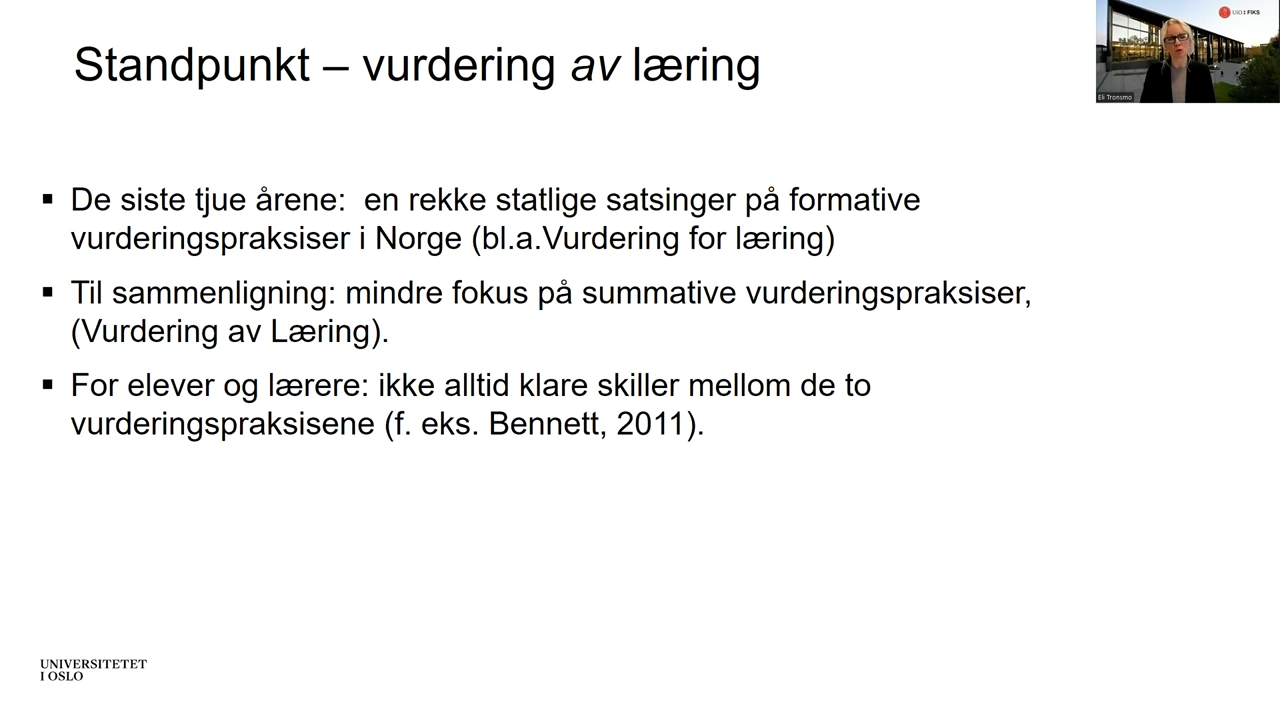 Standpunkt – vurdering av læring
UiO: FIKS
Eli Tronsmo
▪ De siste tjue årene:  en rekke statlige satsinger på formative
vurderingspraksiser i Norge (bl.a.Vurdering for læring)
▪ Til sammenligning: mindre fokus på summative vurderingspraksiser,
(Vurdering av Læring).
▪ For elever og lærere: ikke alltid klare skiller mellom de to
vurderingspraksisene (f. eks. Bennett, 2011).
UNIVERSITETET
I OSLO